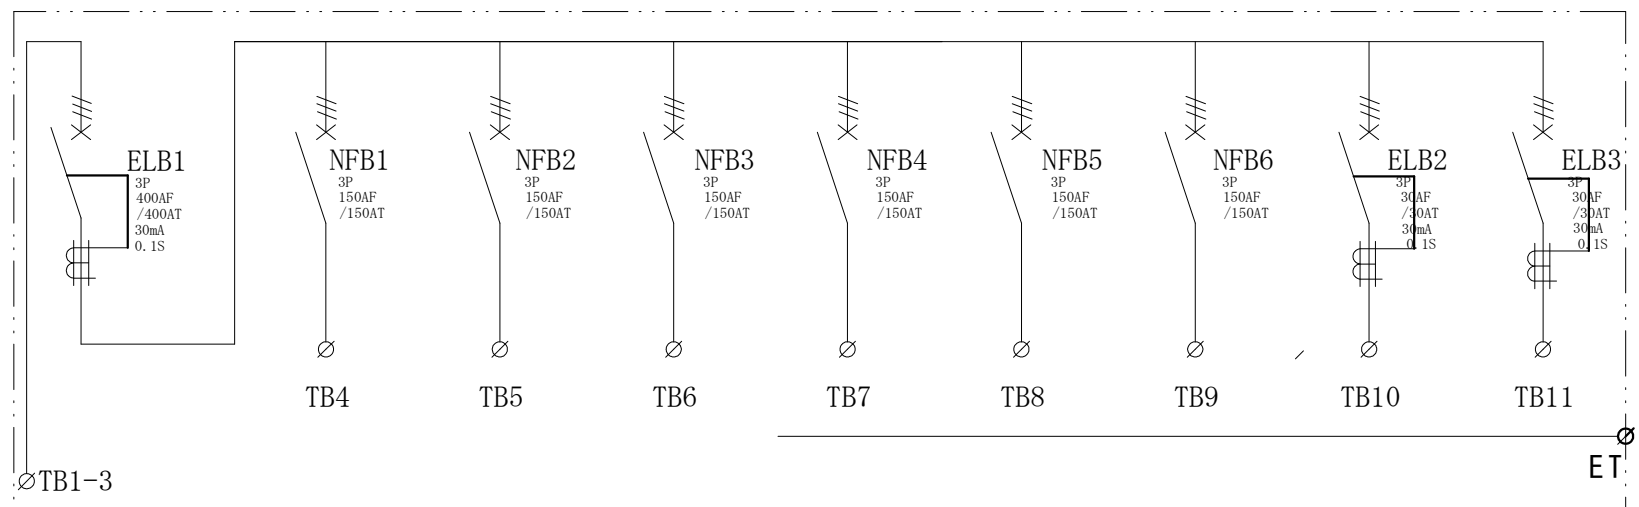 ELB1
3P
400AF
/400AT
30mA
0.1S
NFB1
3P
150AF
/150AT
NFB2
3P
150AF
/150AT
NFB3
3P
150AF
/150AT
NFB4
3P
150AF
/150AT
NFB5
3P
150AF
/150AT
NFB6
3P
150AF
/150AT
ELB2
3P
30AF
/30AT
30mA
0.1S
ELB3
3P
30AF
/30AT
30mA
0.1S
TB4
TB5
TB6
TB7
TB8
TB9
TB10
TB11
TB1-3
ET